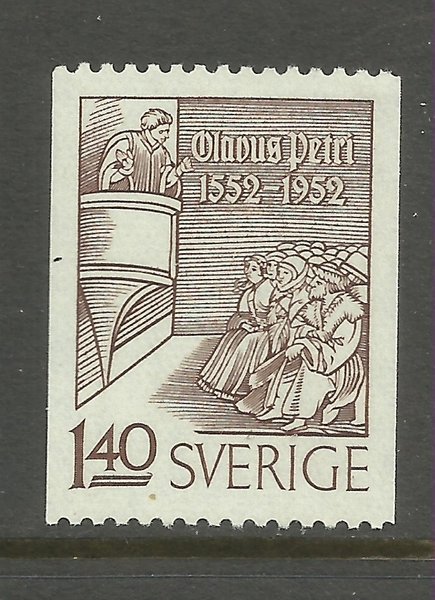 Olavus Petri
1552-1952
1.40 SVERIGE